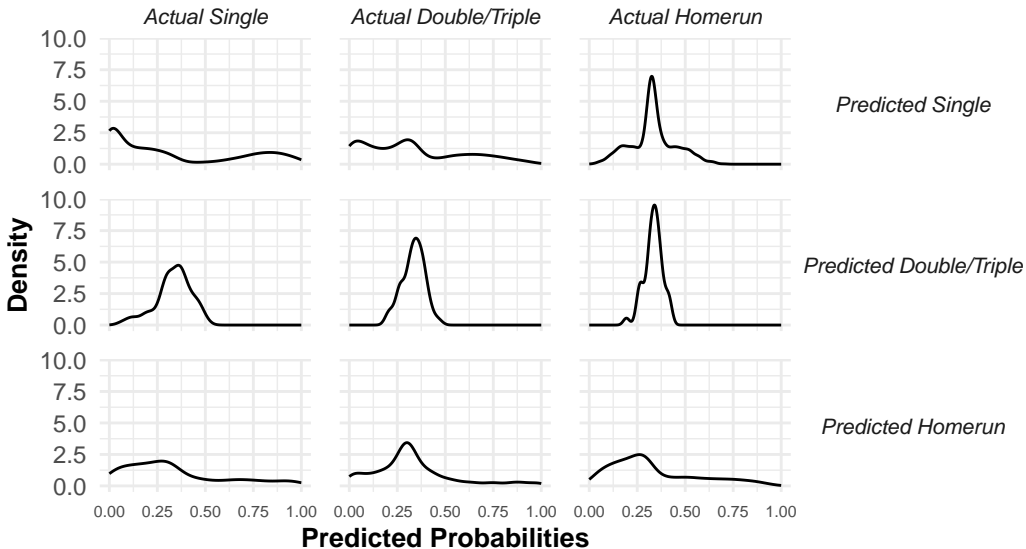 Actual Single Actual Double/Triple Actual Homerun
10.0
7.5
5.0
2.5
0.0
Predicted Single
10.0
7.5
5.0
2.5
0.0
Predicted Double/Triple
10.0
7.5
5.0
2.5
0.0
Predicted Homerun
Density
0.00 0.25 0.50 0.75 1.00 0.00 0.25 0.50 0.75 1.00 0.00 0.25 0.50 0.75 1.00
Predicted Probabilities